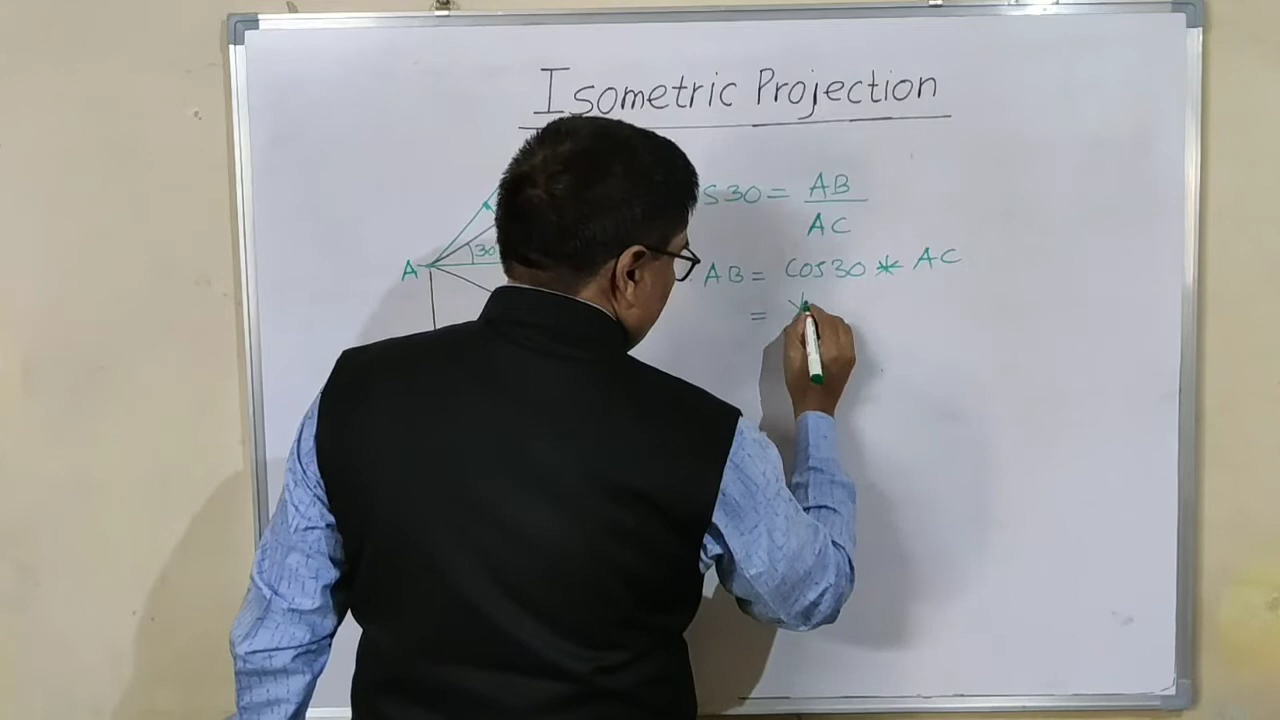 Isometric Projection
S30 = AB
AC
A 30
AB = Cos30 * AC
=